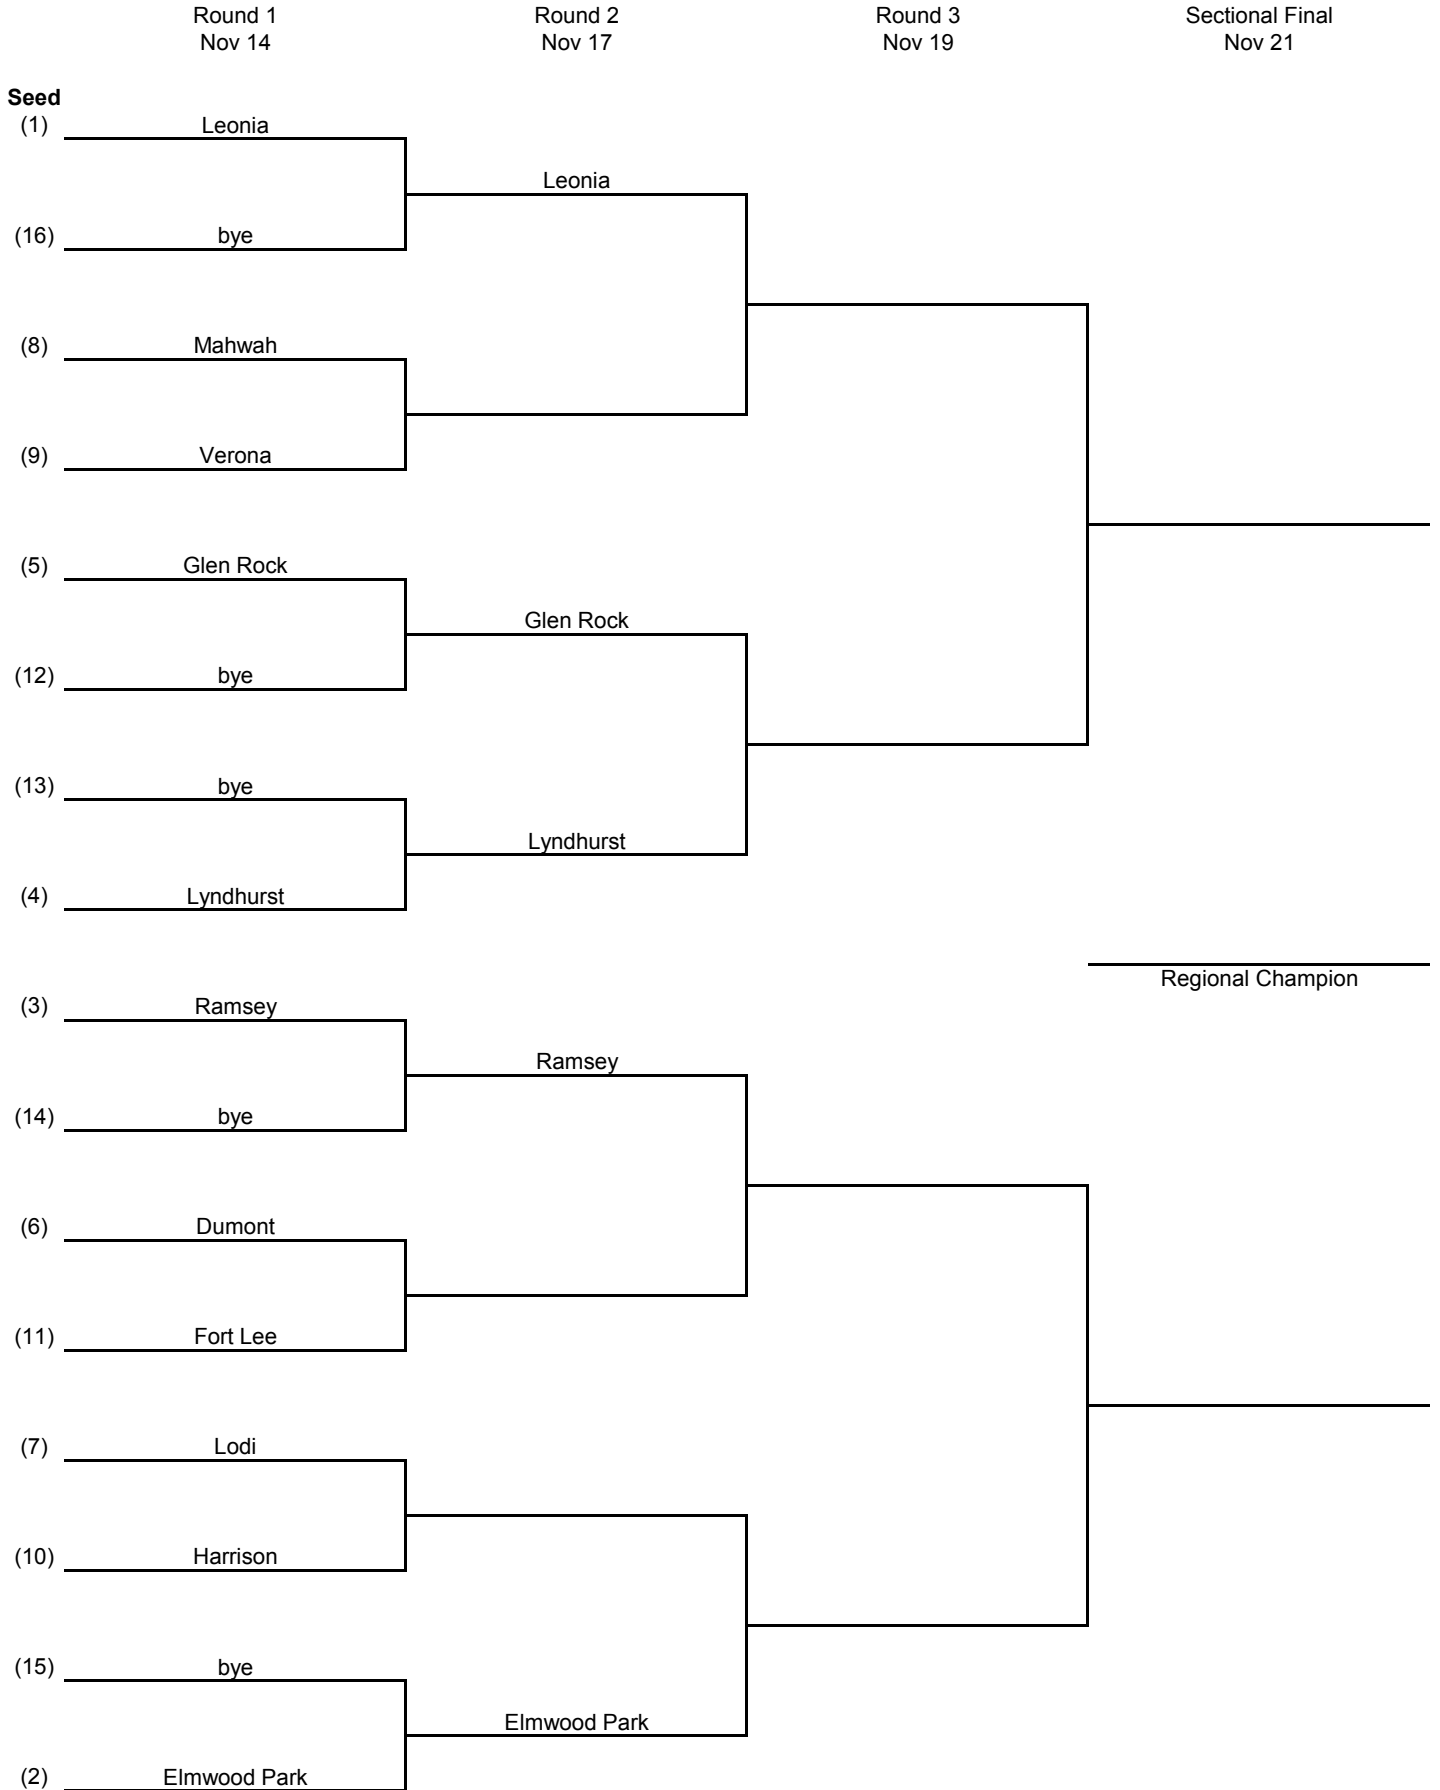 Round 1 Round 2 Round 3 Sectional Final
Nov 14 Nov 17 Nov 19 Nov 21
Seed
(1) Leonia
Leonia
(16) bye
(8) Mahwah
(9) Verona
(5) Glen Rock
Glen Rock
(12) bye
(13) bye
Lyndhurst
(4) Lyndhurst
Regional Champion
(3) Ramsey
Ramsey
(14) bye
(6) Dumont
(11) Fort Lee
(7) Lodi
(10) Harrison
(15) bye
Elmwood Park
(2) Elmwood Park